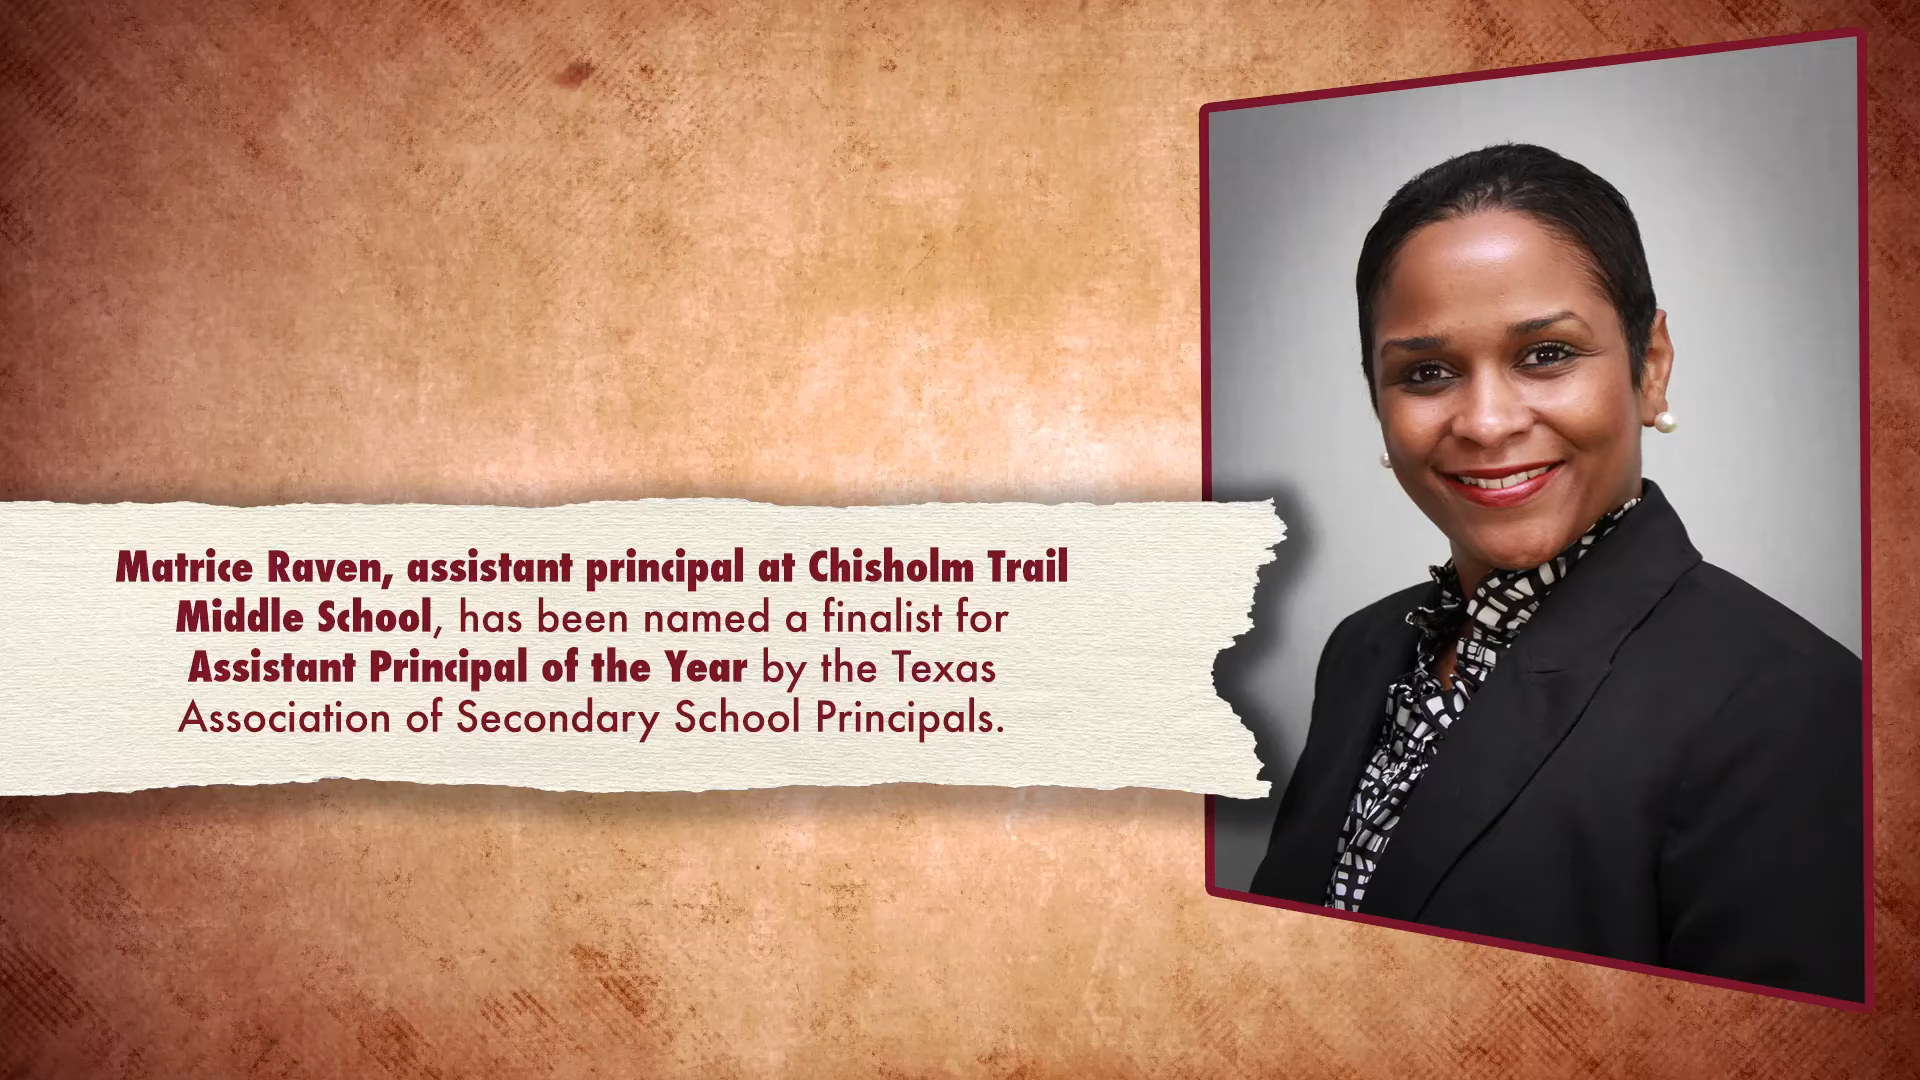 Matrice Raven, assistant principal at Chisholm Trail
Middle School, has been named a finalist for
Assistant Principal of the Year by the Texas
Association of Secondary School Principals.